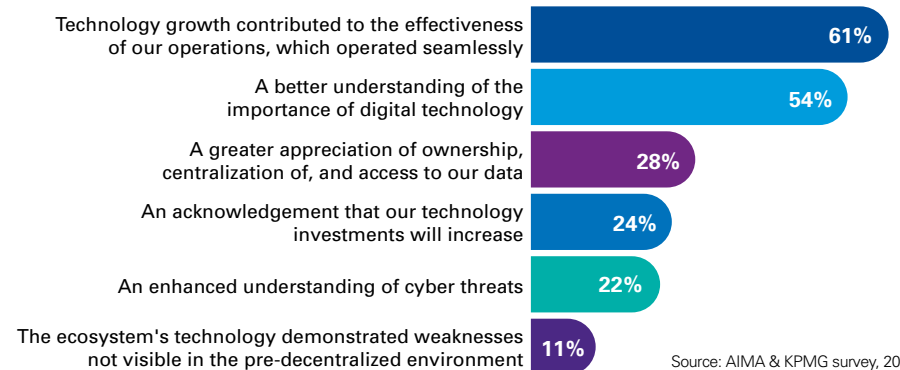 Technology growth contributed to the effectiveness
of our operations, which operated seamlessly
61%
A better understanding of the
importance of digital technology
54%
A greater appreciation of ownership,
centralization of, and access to our data
28%
An acknowledgement that our technology
investments will increase
24%
An enhanced understanding of cyber threats
22%
The ecosystem's technology demonstrated weaknesses
not visible in the pre-decentralized environment
11%
Source: AIMA & KPMG survey, 20